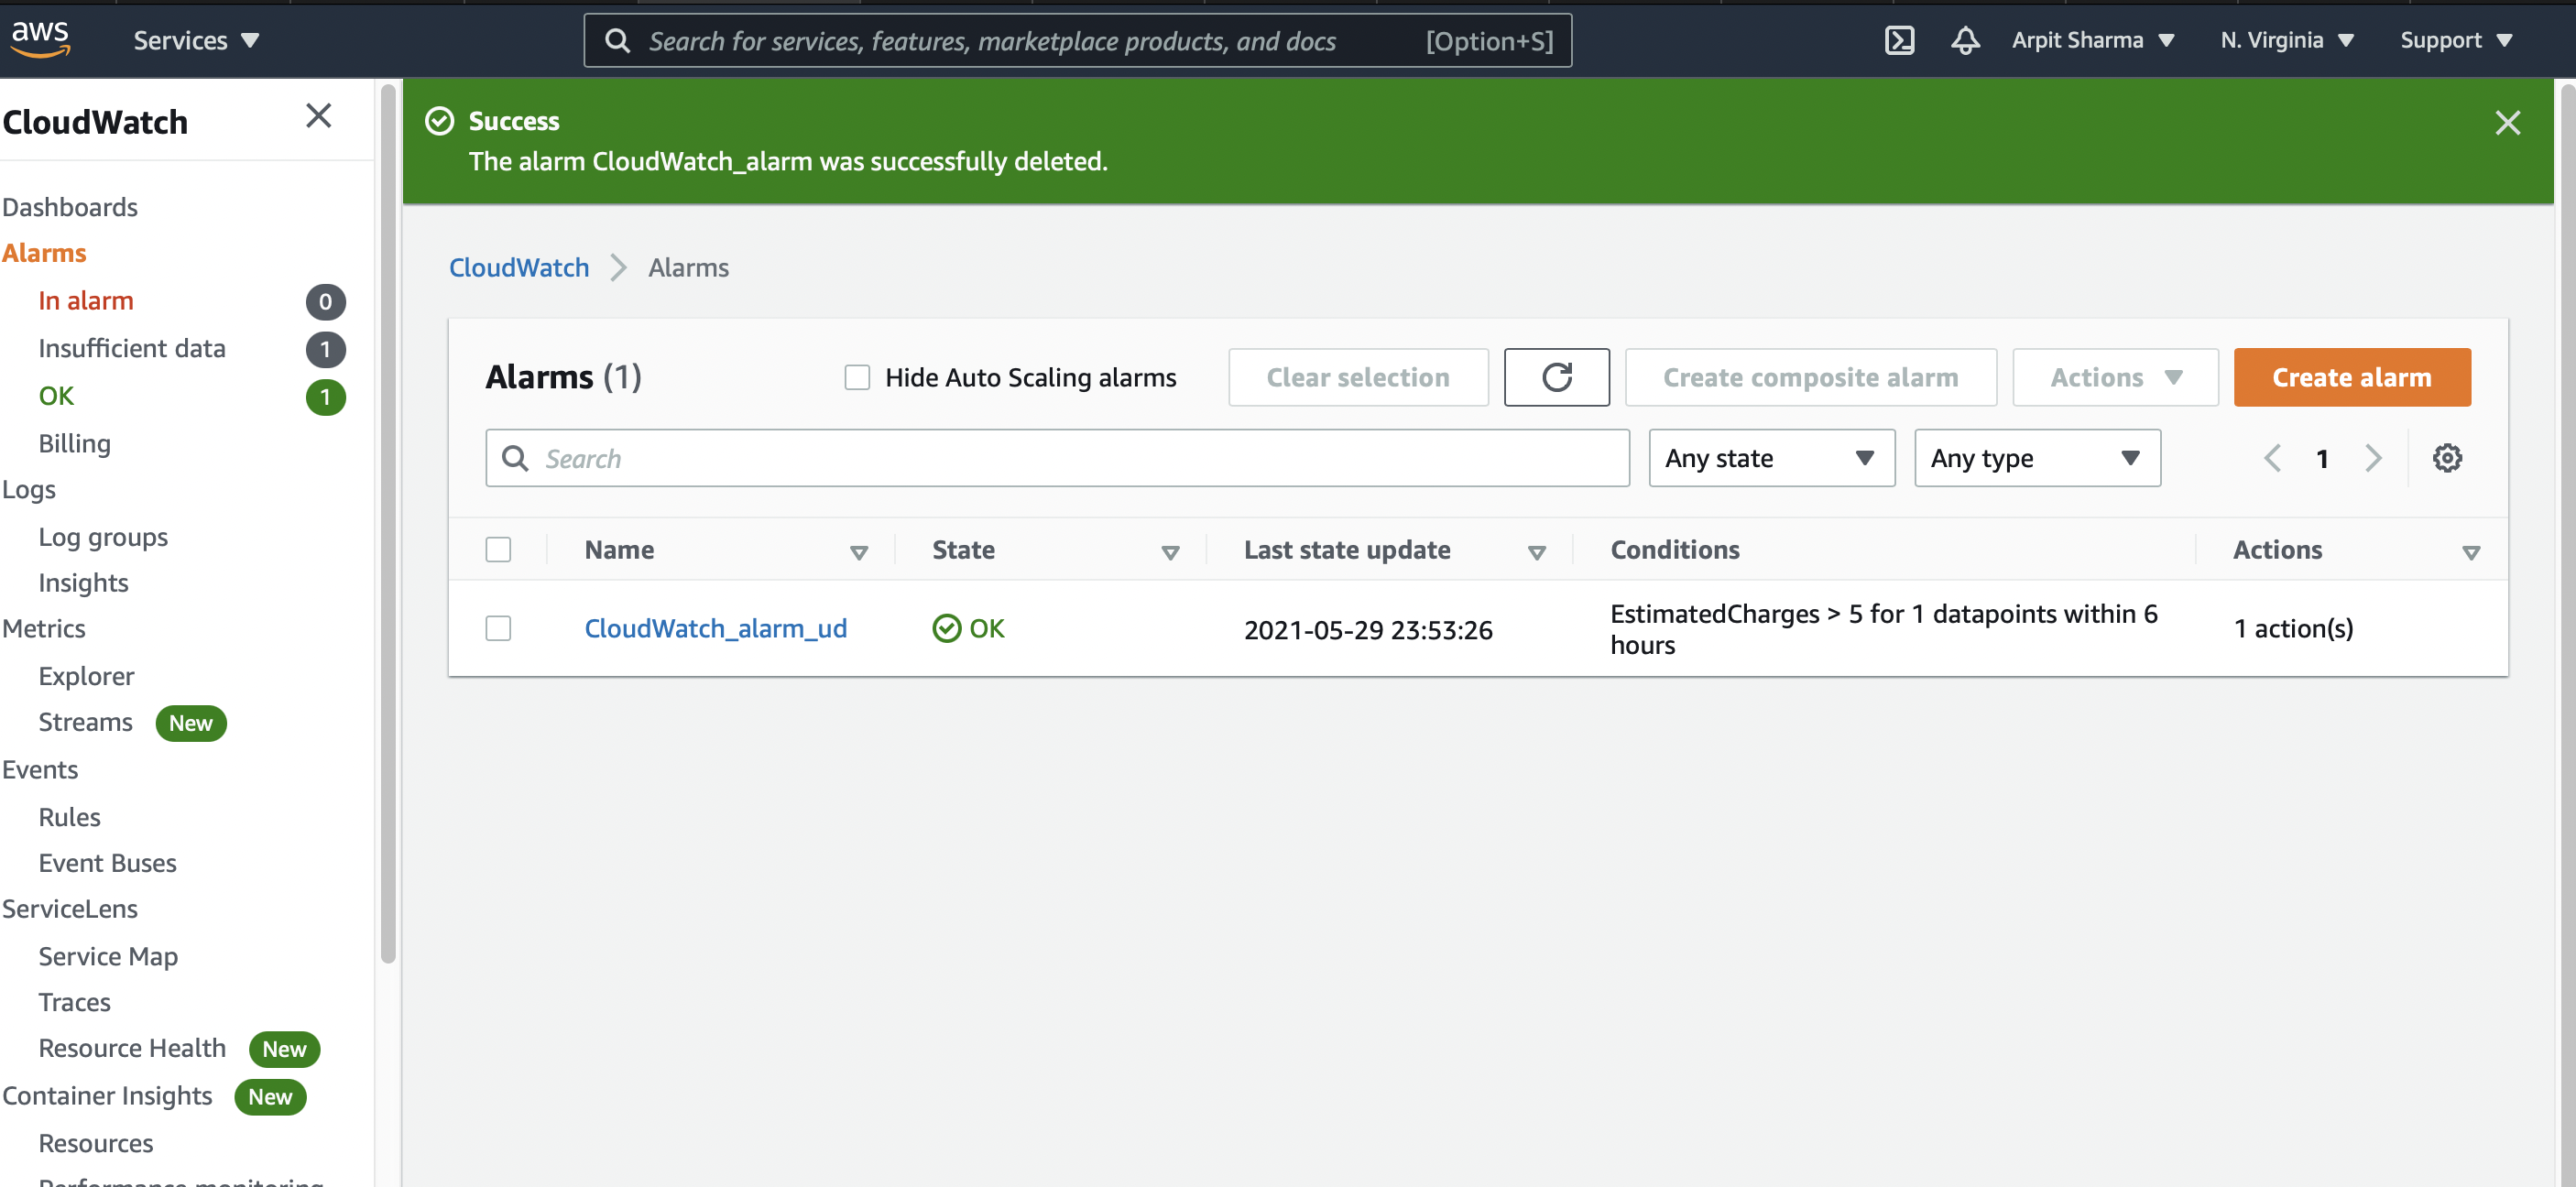 aws
Services
Search for services, features, marketplace products, and docs [Option+S]
Arpit Sharma
N. Virginia
Support
CloudWatch
Dashboards
Alarms
In alarm 0
Insufficient data 1
OK 1
Billing
Logs
Log groups
Insights
Metrics
Explorer
Streams New
Events
Rules
Event Buses
ServiceLens
Service Map
Traces
Resource Health New
Container Insights New
Resources
Performance monitoring
Success
The alarm CloudWatch_alarm was successfully deleted.
CloudWatch Alarms
Alarms (1)
Hide Auto Scaling alarms
Clear selection
Create composite alarm
Actions
Create alarm
Search
Any state
Any type
1
Name State Last state update Conditions Actions
CloudWatch_alarm_ud OK 2021-05-29 23:53:26 EstimatedCharges > 5 for 1 datapoints within 6
hours
1 action(s)